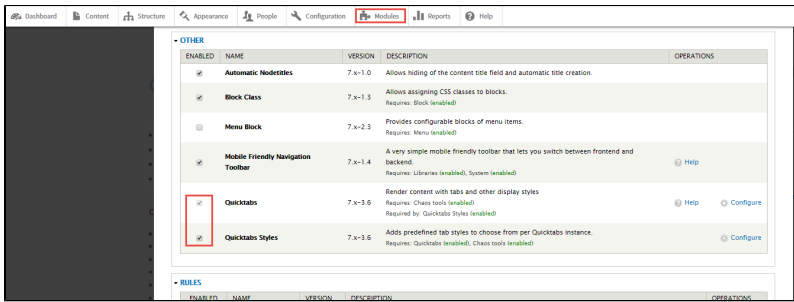 Dashboard Content Structure Appearance People Configuration Modules Reports Help
OTHER
ENABLED NAME VERSION DESCRIPTION OPERATIONS
Automatic Nodetitles 7.x-1.0 Allows hiding of the content title field and automatic title creation.
Allows assigning CSS classes to blocks.
Block Class 7.x-1.3
Requires: Block (enabled)
Provides configurable blocks of menu items.
Menu Block 7.x-2.3
Requires: Menu (enabled)
A very simple mobile friendly toolbar that lets you switch between frontend and
Mobile Friendly Navigation 7.x-1.4 backend. Help
Toolbar
Requires: Libraries (enabled), System (enabled)
Render content with tabs and other display styles
Quicktabs 7.x-3.6 Requires: Chaos tools (enabled) Help Configure
Required by: Quicktabs Styles (enabled)
Adds predefined tab styles to choose from per Quicktabs instance.
Quicktabs Styles 7.x-3.6 Configure
Requires: Quicktabs (enabled), Chaos tools (enabled)
RULES
ENABLED NAME VERSION DESCRIPTION OPERATIONS